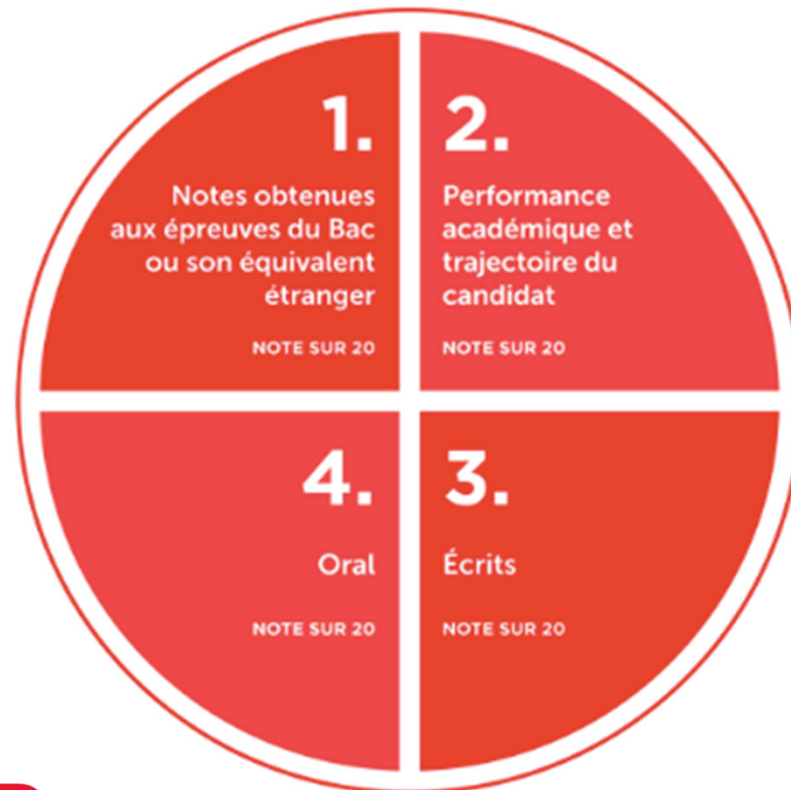 1.
Notes obtenues
aux épreuves du Bac
ou son équivalent
étranger
NOTE SUR 20
2.
Performance
académique et
trajectoire du
candidat
NOTE SUR 20
4.
Oral
NOTE SUR 20
3.
Écrits
NOTE SUR 20